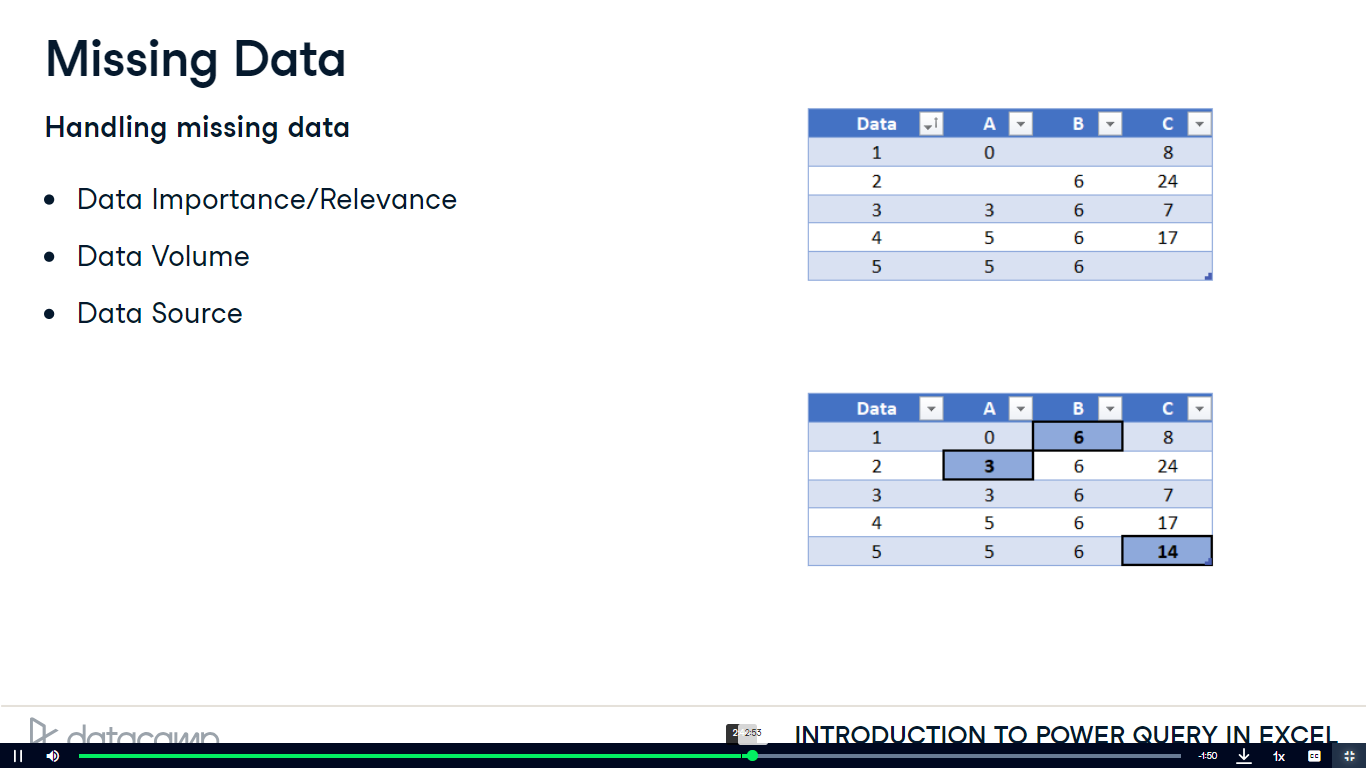 Missing Data
Handling missing data
• Data Importance/Relevance
• Data Volume
• Data Source
Data A B C
1 0 8
2 6 24
3 3 6 7
4 5 6 17
5 5 6
Data A B C
1 0 6 8
2 3 6 24
3 3 6 7
4 5 6 17
5 5 6 14
datacamp
INTRODUCTION TO POWER QUERY IN EXCEL
2:53
-1:50
1x
CC